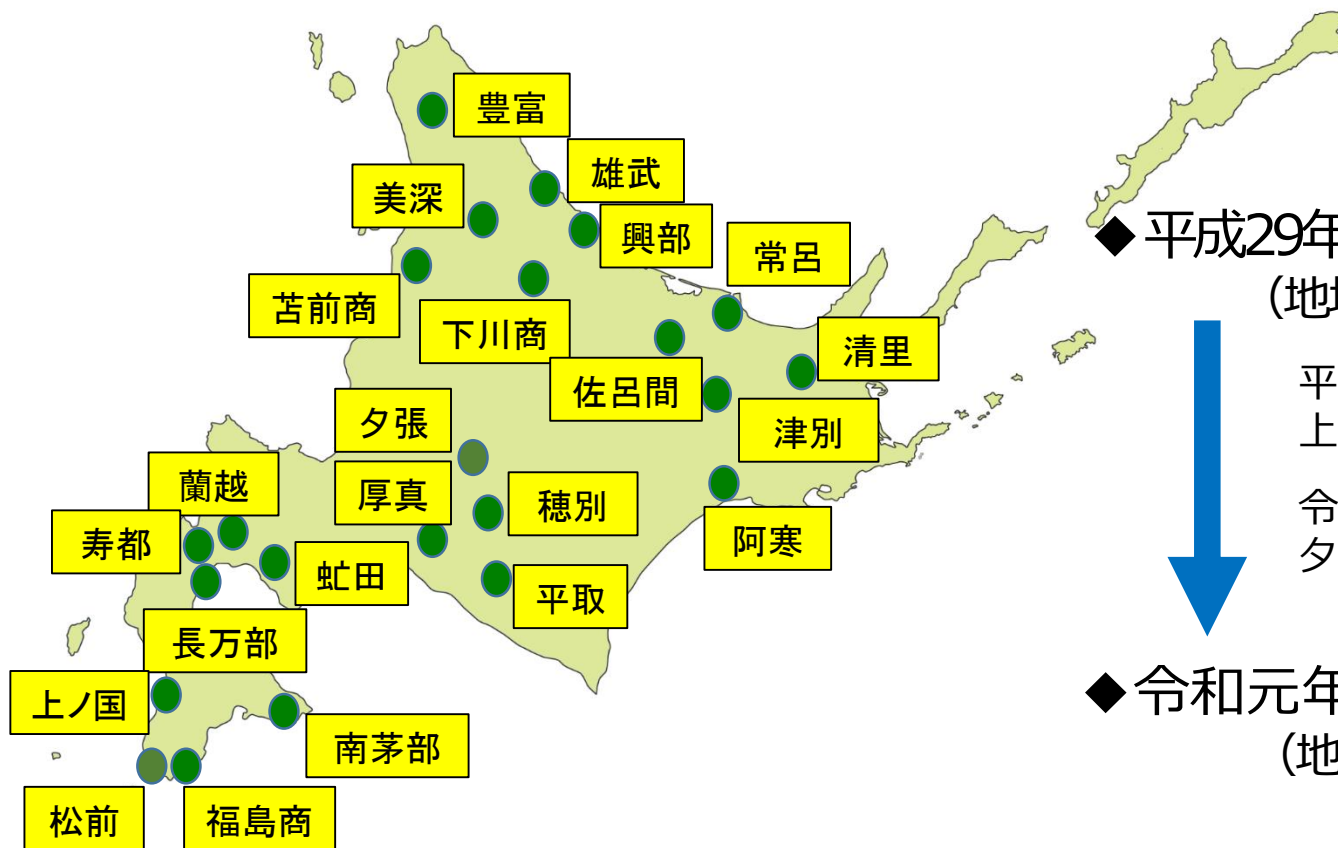 豊富
雄武
美深
興部
常呂
苫前商
下川商
清里
佐呂間
津別
夕張
厚真
穂別
阿寒
蘭越
寿都
虻田
平取
長万部
上ノ国
南茅部
松前
福島商
◆平成29年
(地
平
上
令
夕
◆令和元年
(地